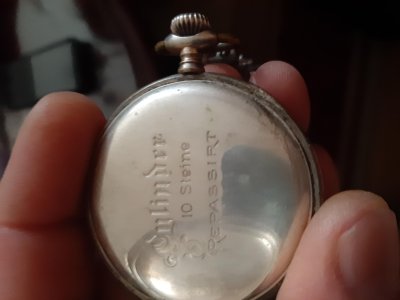 Cylinder
10 Steine
REPASSIRT